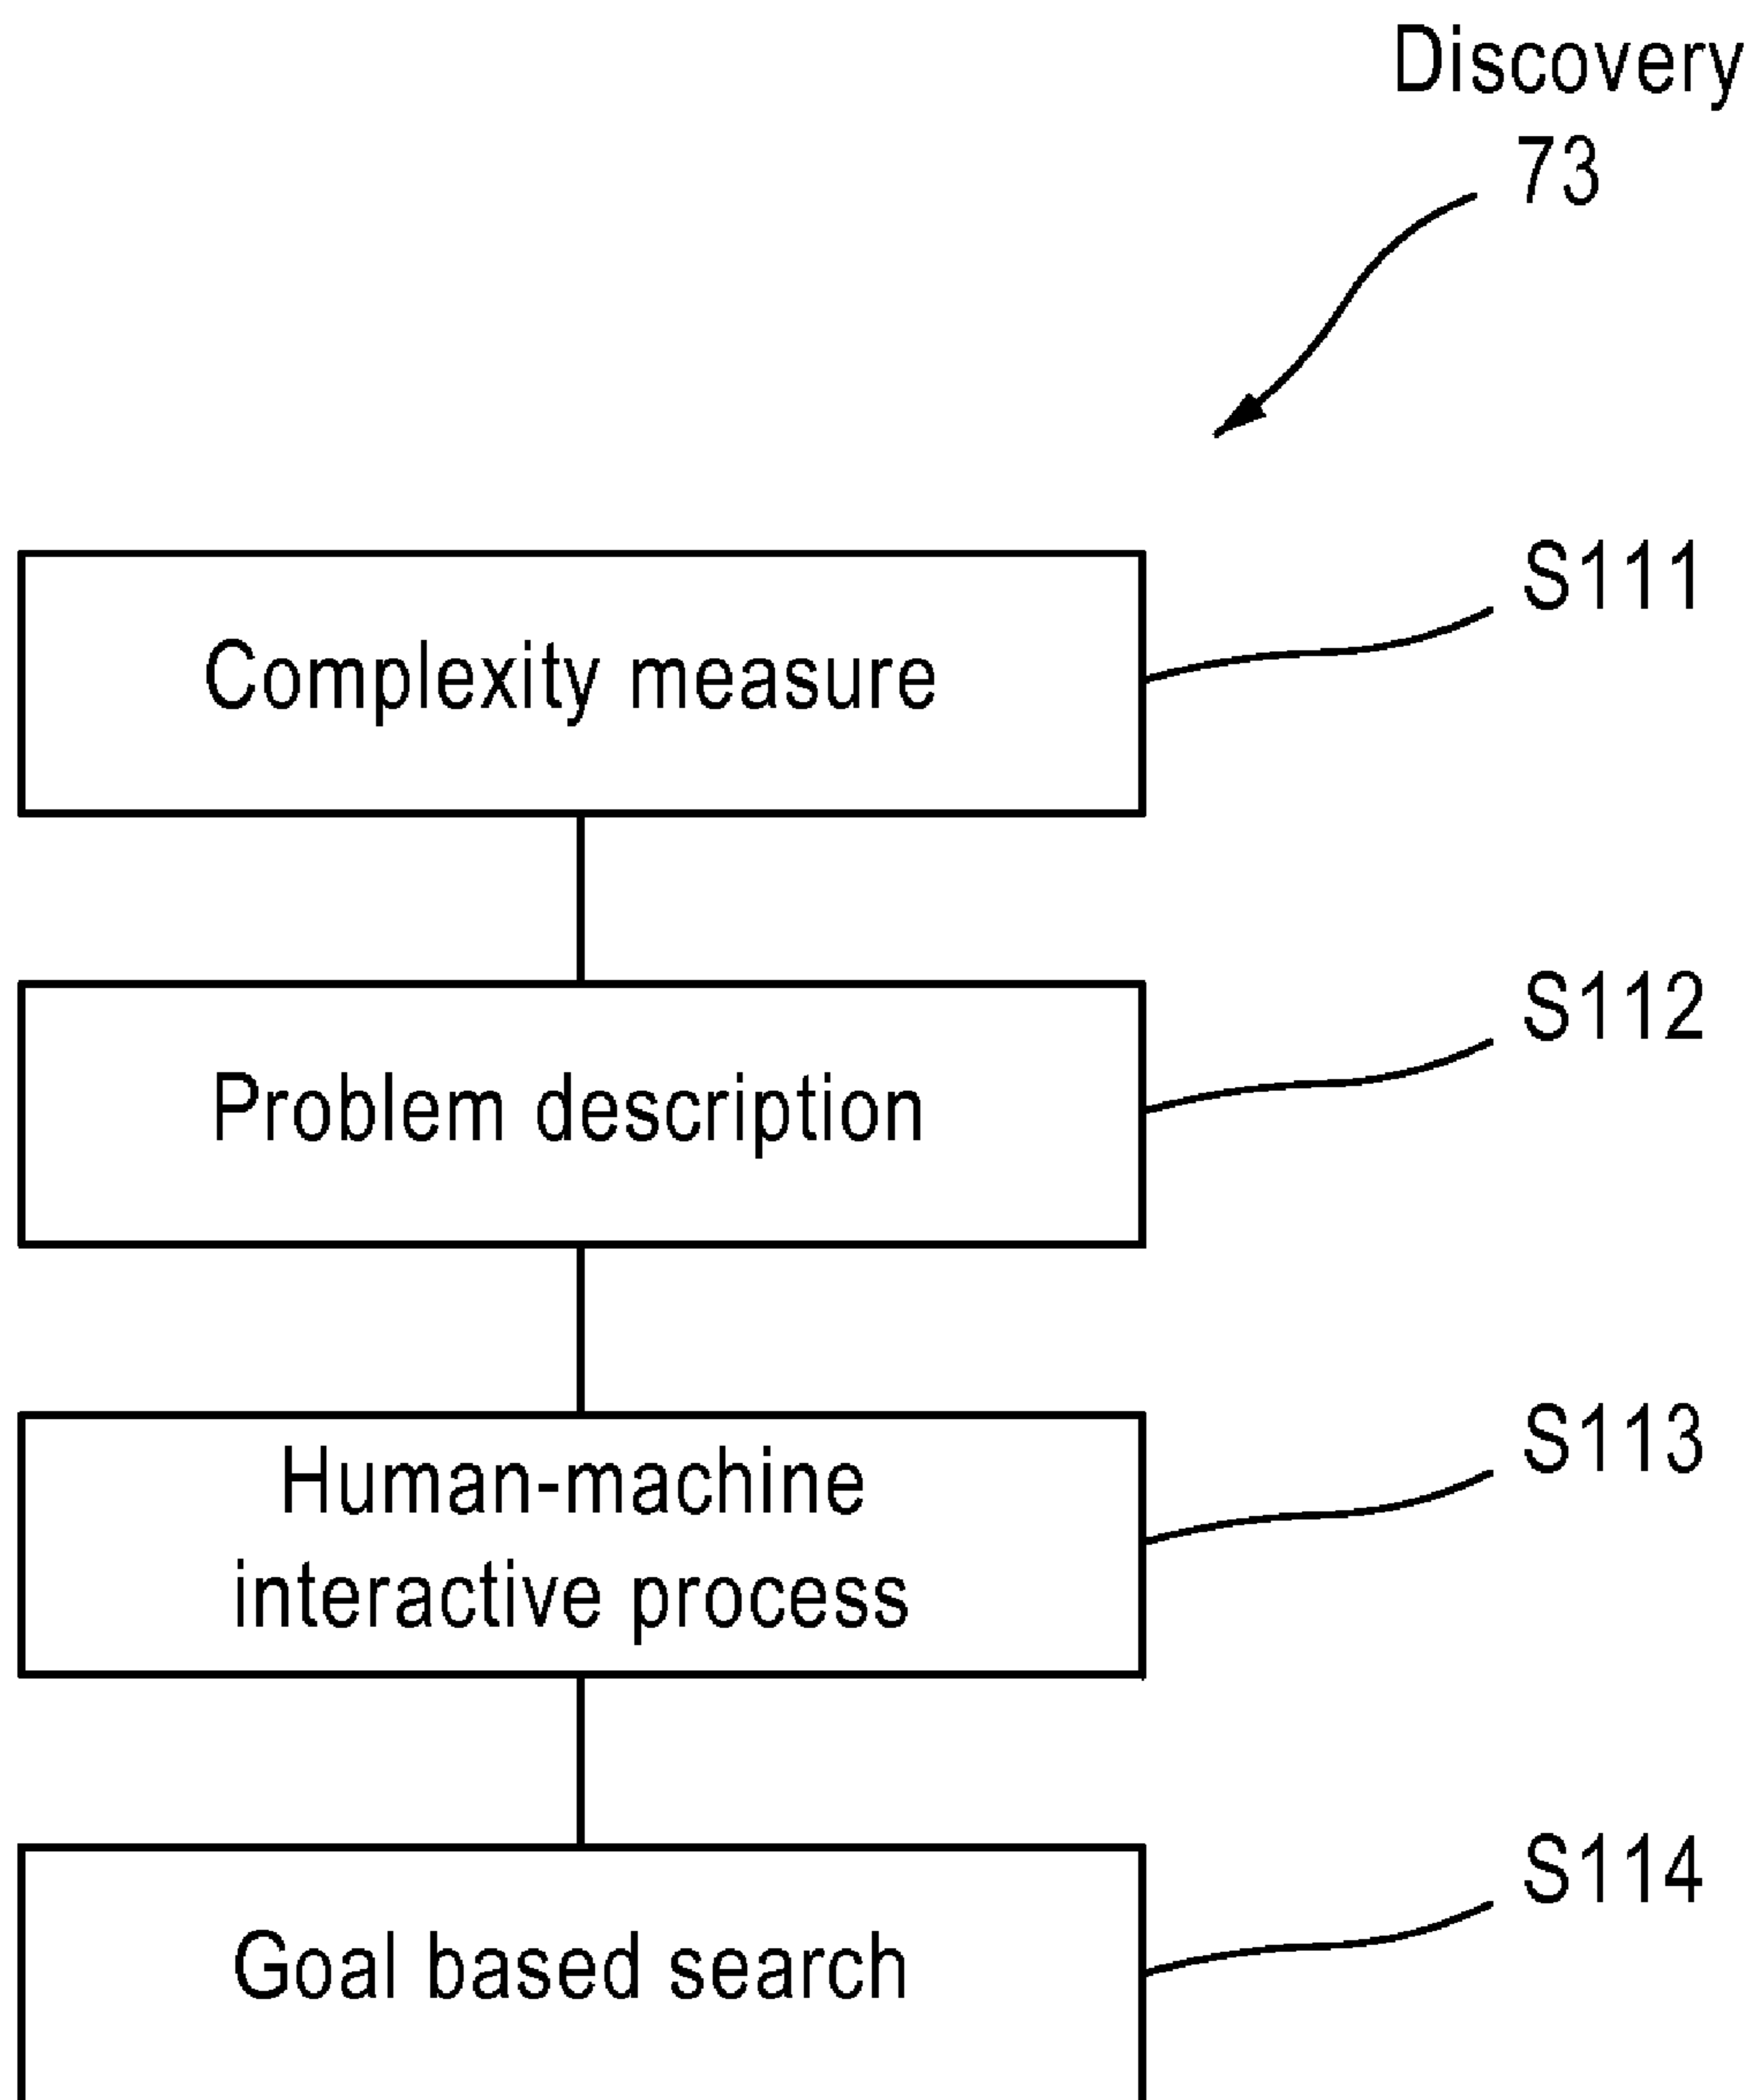 Discovery
73
S111
Complexity measure
S112
Problem description
S113
Human-machine
interactive process
S114
Goal based search